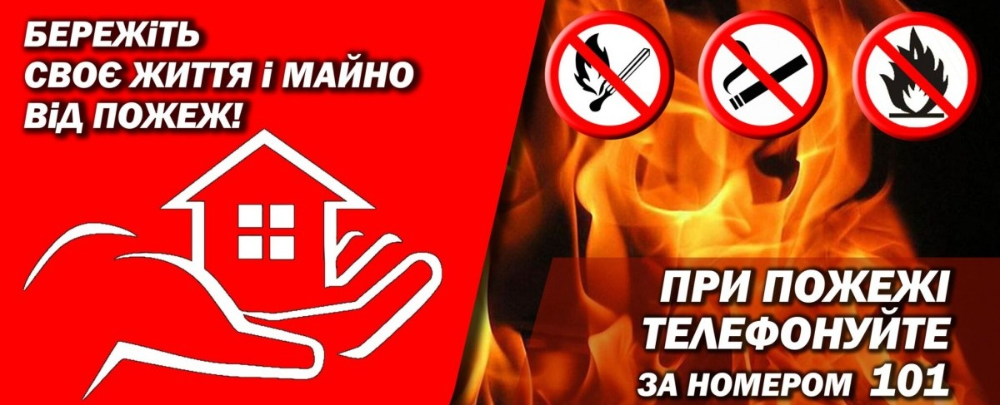 БЕРЕЖіТЬ
СВОЄ ЖИТТЯ і МАЙНО
ВіД ПОЖЕЖ!
ПРИ ПОЖЕЖІ
ТЕЛЕФОНУЙТЕ
ЗА НОМЕРОМ 101